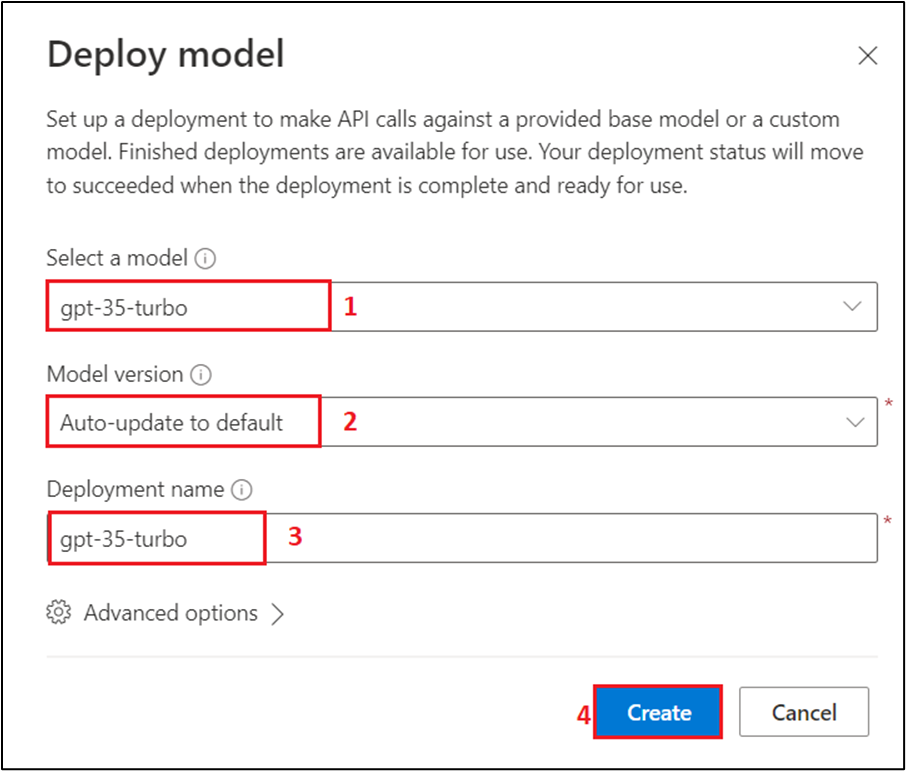 Deploy model
Set up a deployment to make API calls against a provided base model or a custom
model. Finished deployments are available for use. Your deployment status will move
to succeeded when the deployment is complete and ready for use.
Select a model
gpt-35-turbo 1
Model version
Auto-update to default 2 *
Deployment name
gpt-35-turbo 3 *
Advanced options
4 Create Cancel